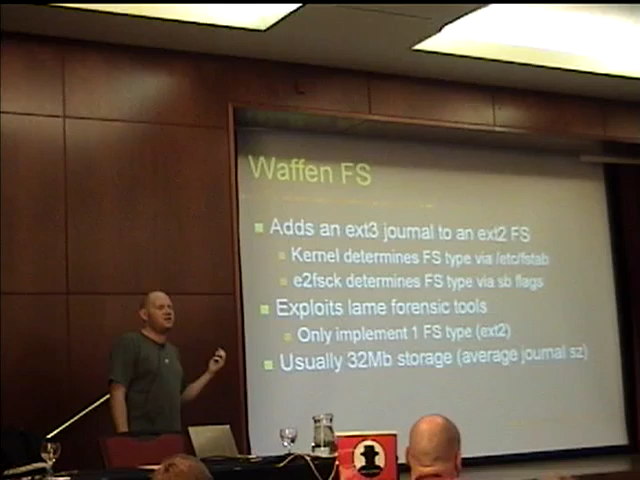 Waffen FS
Adds an ext3 journal to an ext2 FS
Kernel determines FS type via /etc/fstab
e2fsck determines FS type via sb flags
Exploits lame forensic tools
Only implement 1 FS type (ext2)
Usually 32Mb storage (average journal sz)